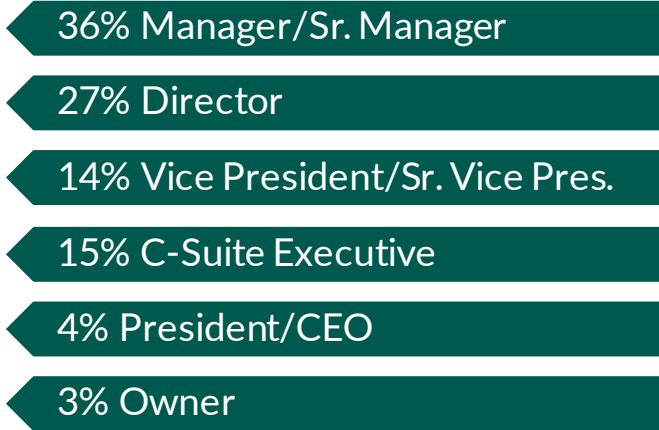 36% Manager/Sr. Manager
27% Director
14% Vice President/Sr. Vice Pres.
15% C-Suite Executive
4% President/CEO
3% Owner